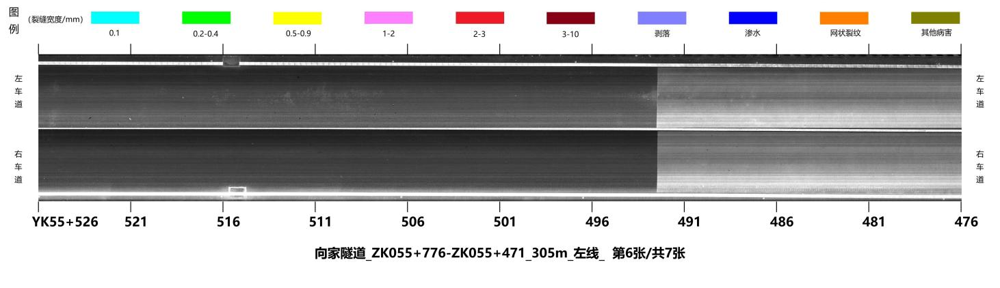 图例 (裂缝宽度/mm) 0.1 0.2-0.4 0.5-0.9 1-2 2-3 3-10 剥落 渗水 网状裂纹 其他病害
左车道 左车道
右车道 右车道
YK55+526 521 516 511 506 501 496 491 486 481 476
向家隧道_ZK055+776-ZK055+471_305m_左线_ 第6张/共7张